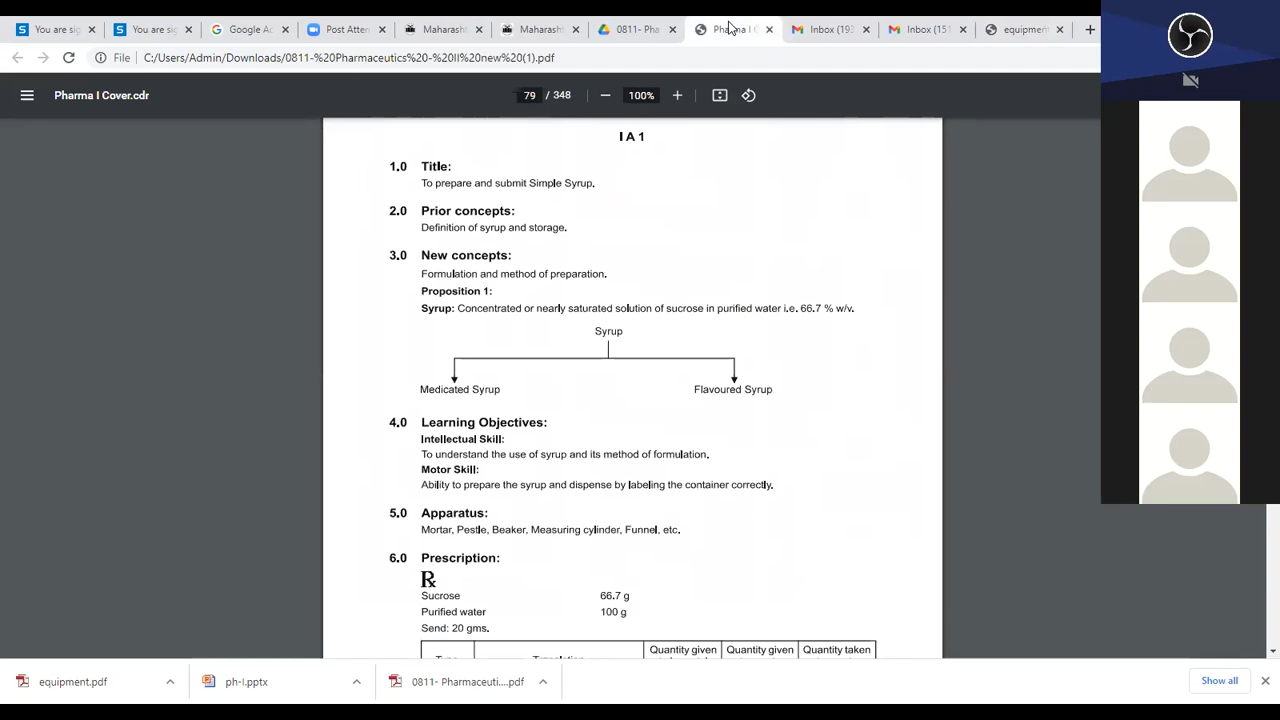 You are sig
You are sig
Google Ac
Post Atten
Maharash
Maharash
0811- Pha
Pharma I C
Inbox (193
Inbox (151
equipment
File C:/Users/Admin/Downloads/0811-%20Pharmaceutics%20-%20II%20new%20(1).pdf
Pharma I Cover.cdr
79 / 348
100%
I A 1
1.0 Title:
To prepare and submit Simple Syrup.
2.0 Prior concepts:
Definition of syrup and storage.
3.0 New concepts:
Formulation and method of preparation.
Proposition 1:
Syrup: Concentrated or nearly saturated solution of sucrose in purified water i.e. 66.7 % w/v.
Syrup
Medicated Syrup Flavoured Syrup
4.0 Learning Objectives:
Intellectual Skill:
To understand the use of syrup and its method of formulation.
Motor Skill:
Ability to prepare the syrup and dispense by labeling the container correctly.
5.0 Apparatus:
Mortar, Pestle, Beaker, Measuring cylinder, Funnel, etc.
6.0 Prescription:
℞
Sucrose 66.7 g
Purified water 100 g
Send: 20 gms.
Quantity given Quantity given Quantity taken
equipment.pdf
ph-I.pptx
0811- Pharmaceuti....pdf
Show all